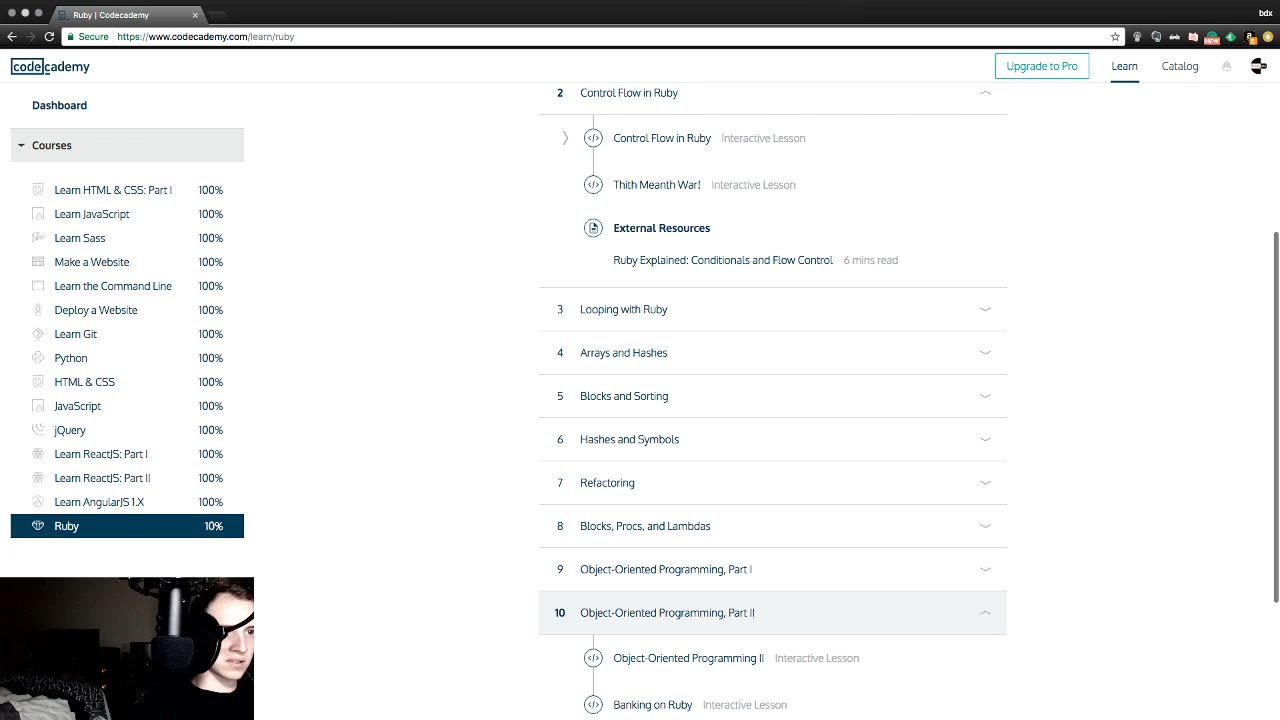 Ruby | Codecademy
bdx
Secure
https://www.codecademy.com/learn/ruby
NEW
codecademy
Upgrade to Pro
Learn
Catalog
Dashboard
Courses
Learn HTML & CSS: Part I 100%
Learn JavaScript 100%
Learn Sass 100%
Make a Website 100%
Learn the Command Line 100%
Deploy a Website 100%
Learn Git 100%
Python 100%
HTML & CSS 100%
JavaScript 100%
jQuery 100%
Learn ReactJS: Part I 100%
Learn ReactJS: Part II 100%
Learn AngularJS 1.X 100%
Ruby 10%
2 Control Flow in Ruby
Control Flow in Ruby Interactive Lesson
Thith Meanth War! Interactive Lesson
External Resources
Ruby Explained: Conditionals and Flow Control 6 mins read
3 Looping with Ruby
4 Arrays and Hashes
5 Blocks and Sorting
6 Hashes and Symbols
7 Refactoring
8 Blocks, Procs, and Lambdas
9 Object-Oriented Programming, Part I
10 Object-Oriented Programming, Part II
Object-Oriented Programming II Interactive Lesson
Banking on Ruby Interactive Lesson